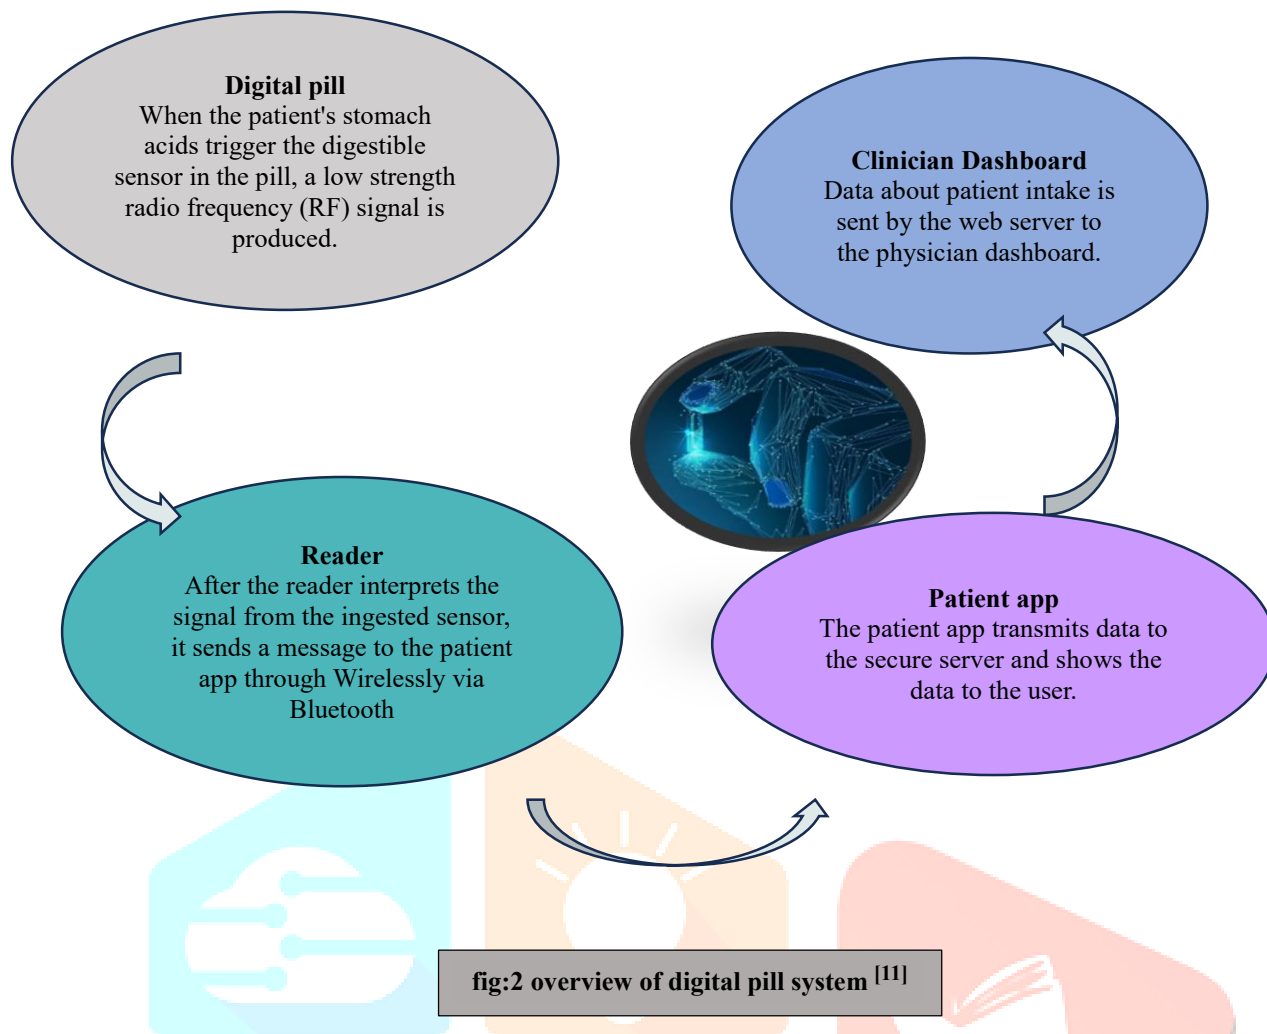 Digital pill
When the patient's stomach
acids trigger the digestible
sensor in the pill, a low strength
radio frequency (RF) signal is
produced.
Reader
After the reader interprets the
signal from the ingested sensor,
it sends a message to the patient
app through Wirelessly via
Bluetooth
Patient app
The patient app transmits data to
the secure server and shows the
data to the user.
Clinician Dashboard
Data about patient intake is
sent by the web server to
the physician dashboard.
fig:2 overview of digital pill system [11]